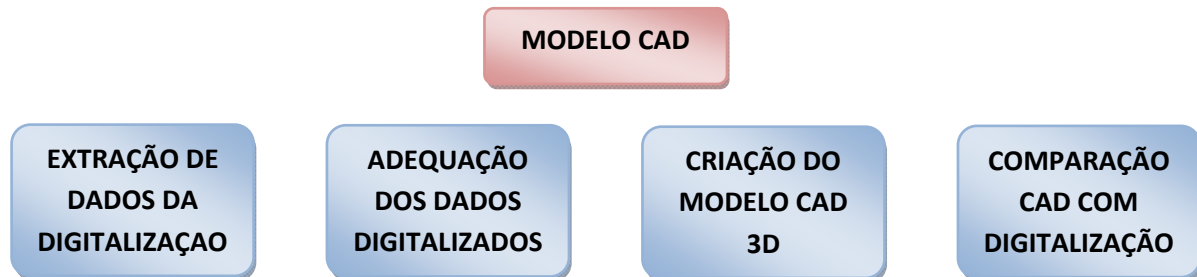 MODELO CAD
EXTRAÇÃO DE
DADOS DA
DIGITALIZAÇAO
ADEQUAÇÃO
DOS DADOS
DIGITALIZADOS
CRIAÇÃO DO
MODELO CAD
3D
COMPARAÇÃO
CAD COM
DIGITALIZAÇÃO